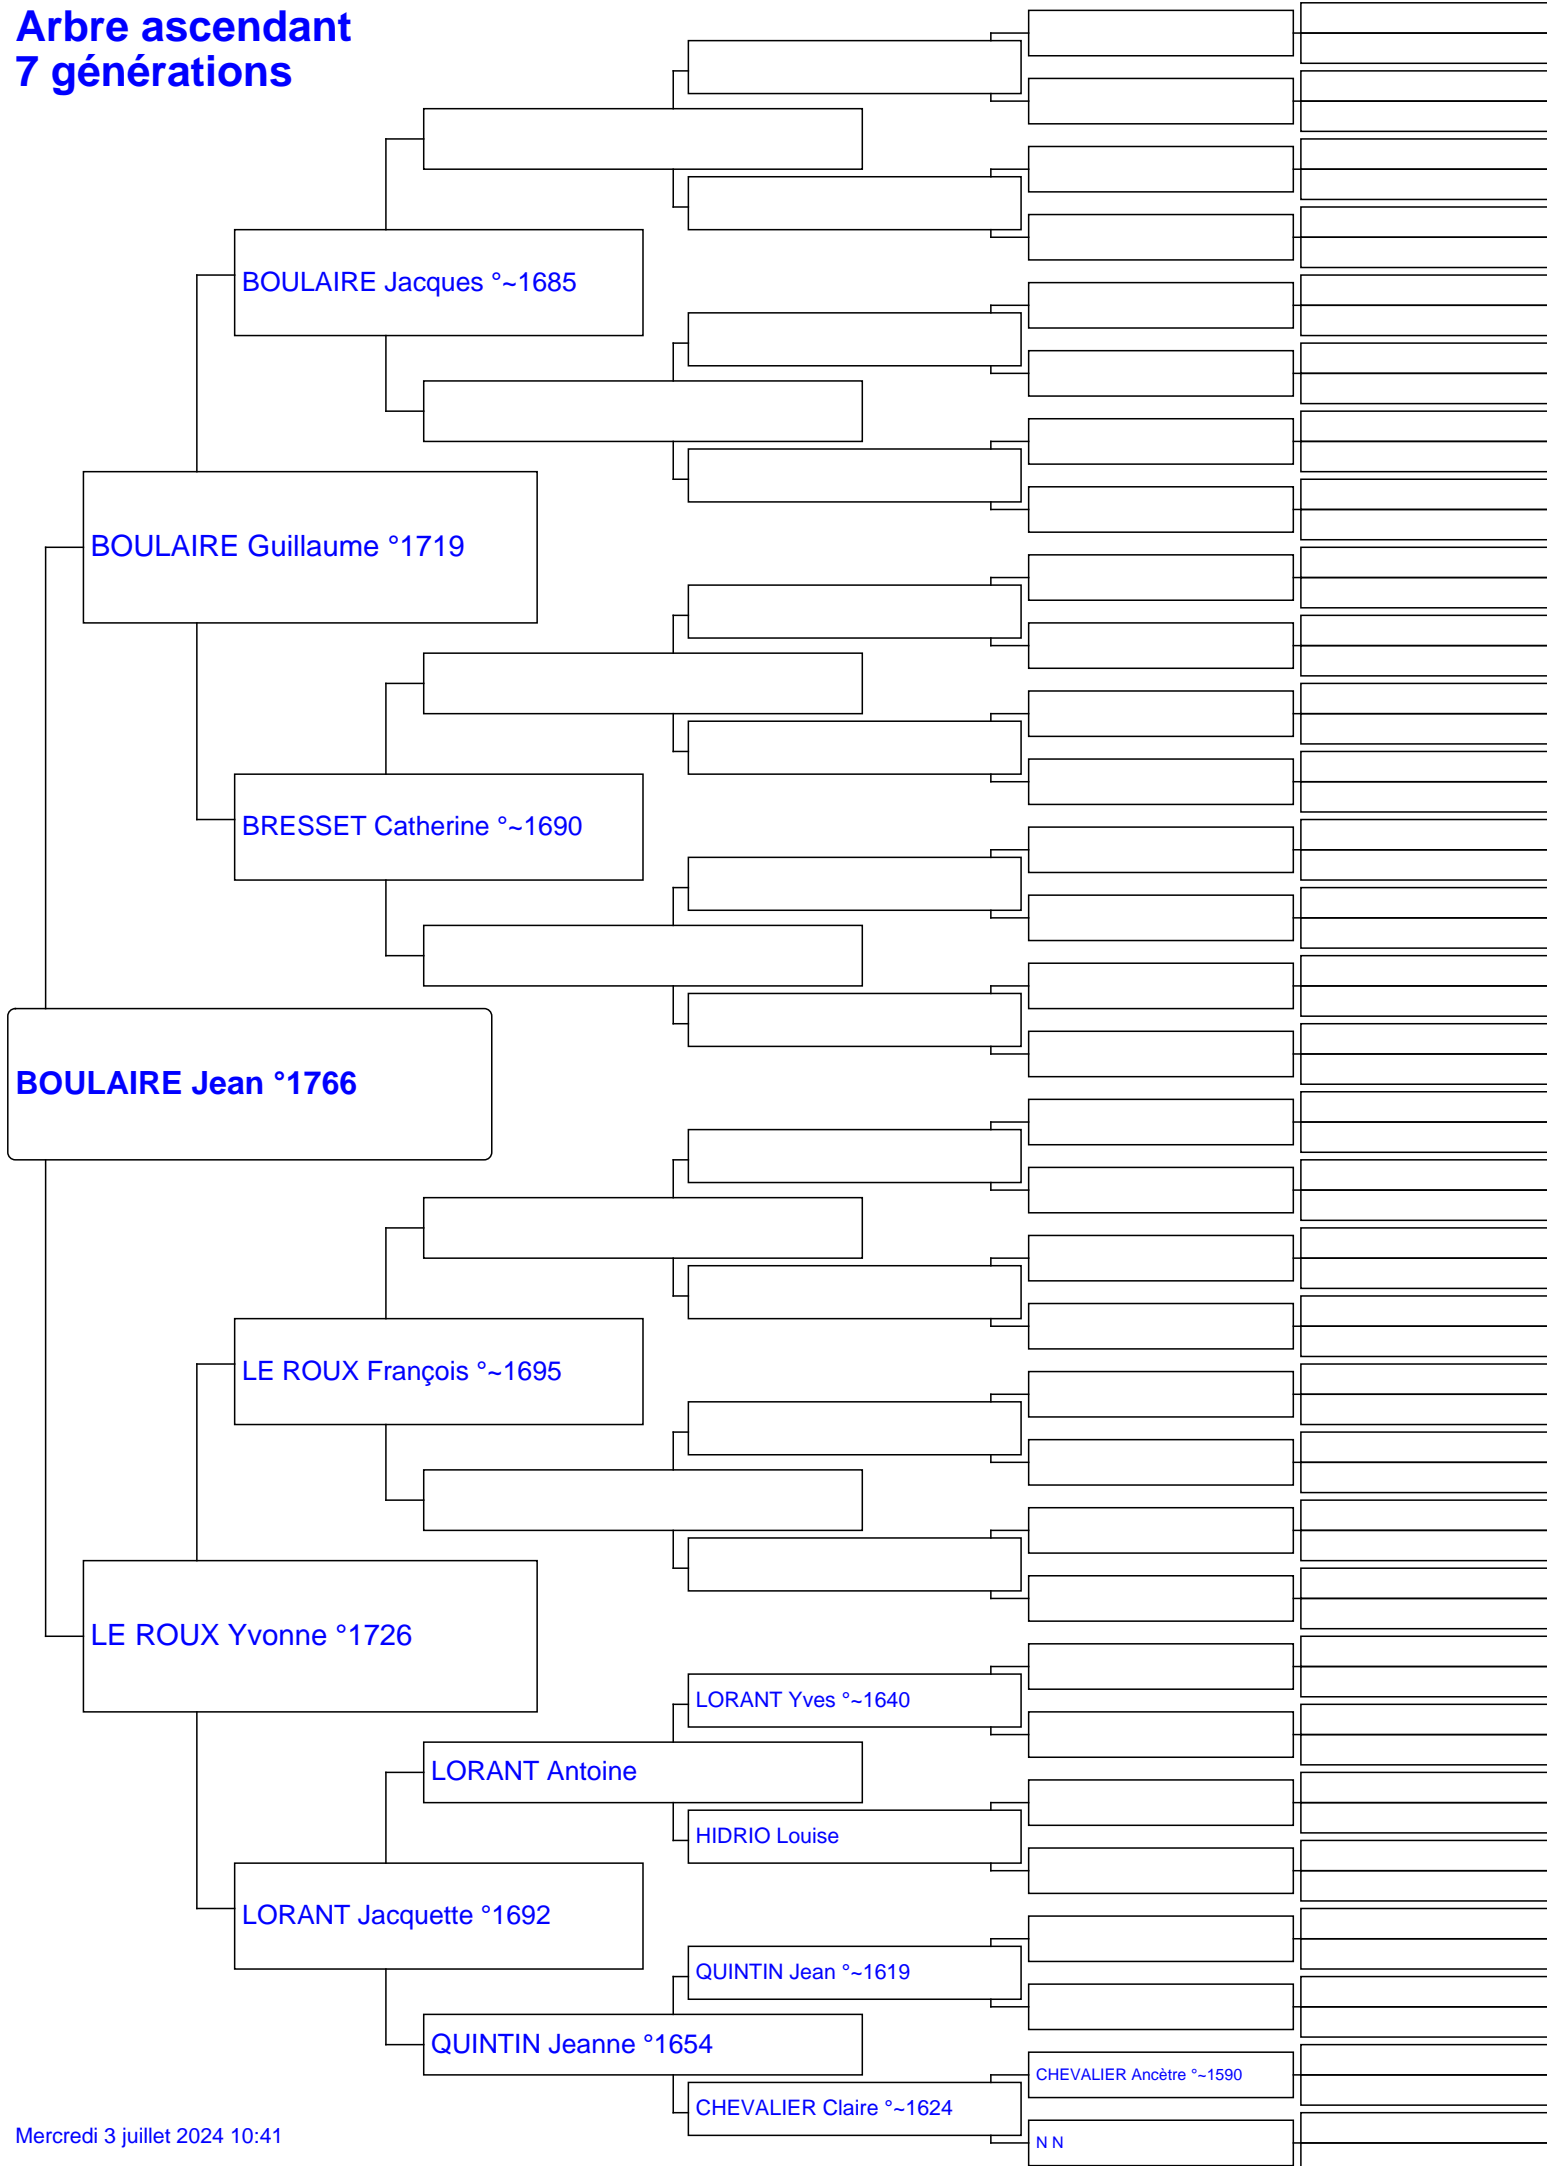 Arbre ascendant
7 générations
BOULAIRE Jacques °~1685
BOULAIRE Guillaume °1719
BRESSET Catherine °~1690
BOULAIRE Jean °1766
LE ROUX François °~1695
LE ROUX Yvonne °1726
LORANT Yves °~1640
LORANT Antoine
HIDRIO Louise
LORANT Jacquette °1692
QUINTIN Jean °~1619
QUINTIN Jeanne °1654
CHEVALIER Ancètre °~1590
CHEVALIER Claire °~1624
N N
Mercredi 3 juillet 2024 10:41